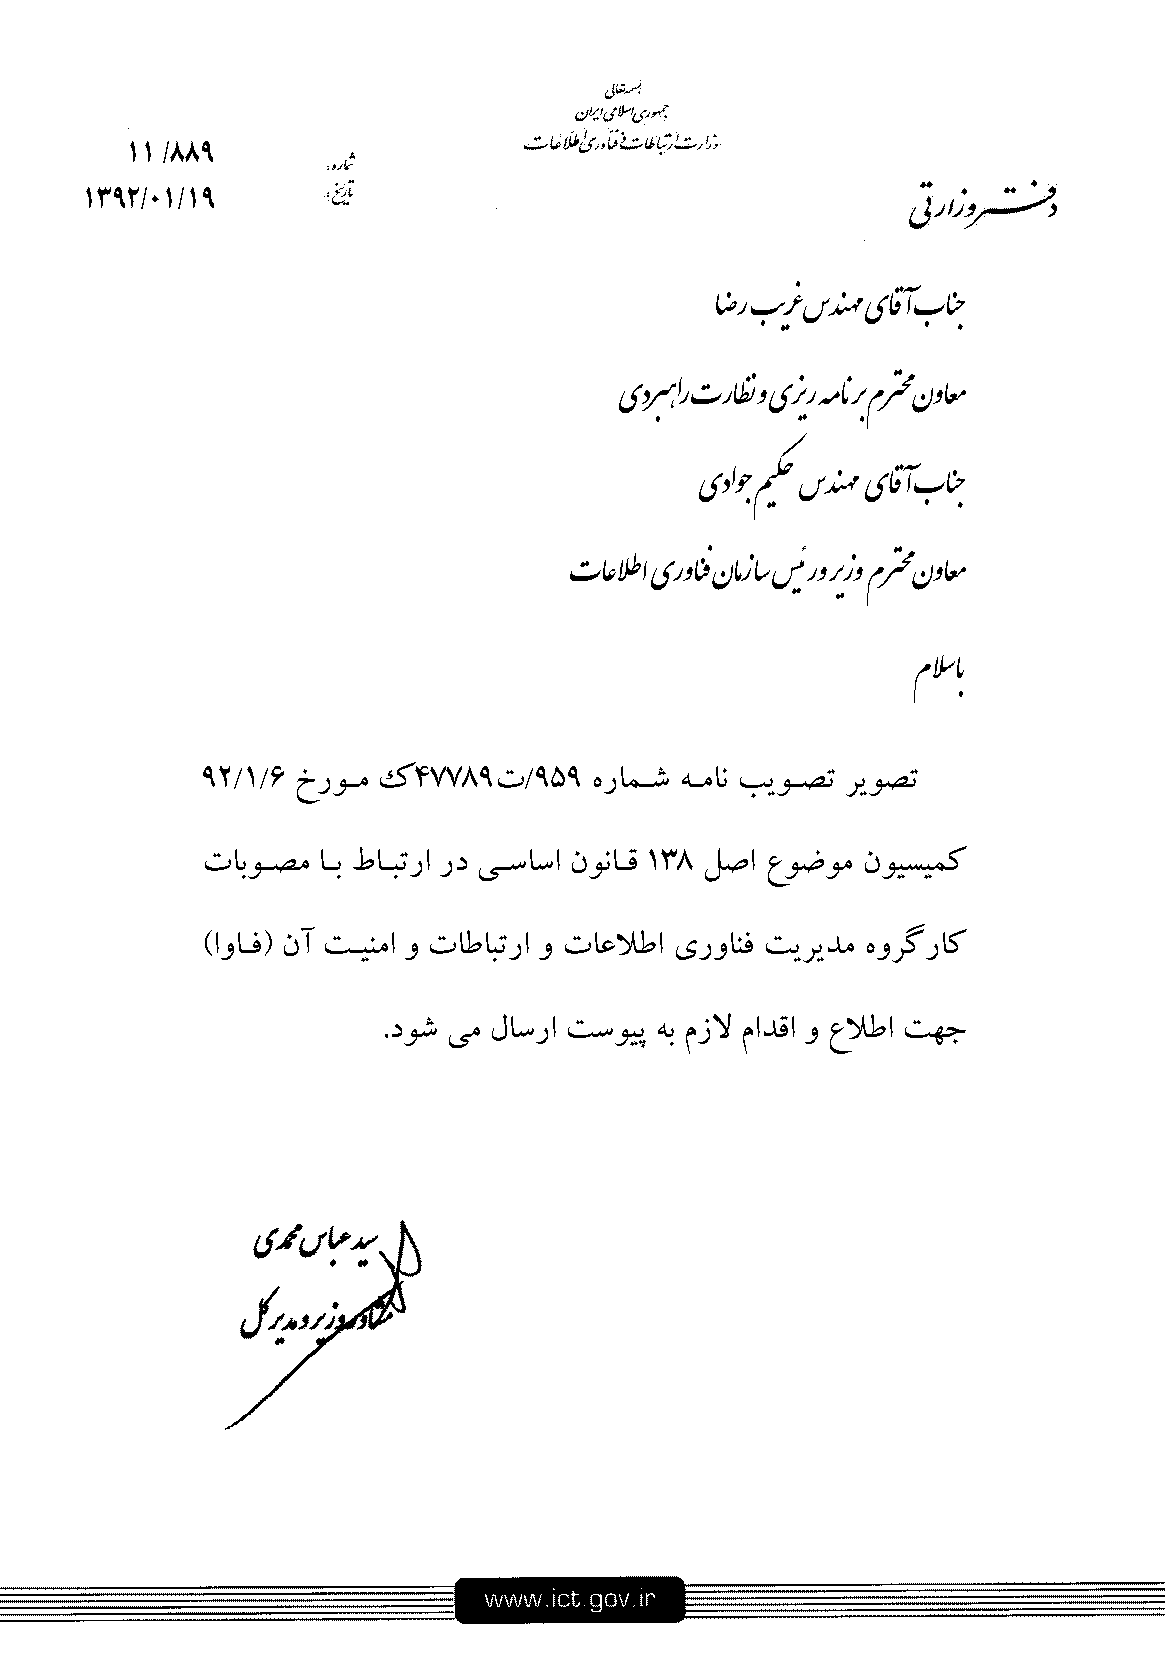 بسمه‌تعالی
جمهوری اسلامی ایران
وزارت ارتباطات و فناوری اطلاعات
شماره: ۱۱/۸۸۹
تاریخ: ۱۳۹۲/۰۱/۱۹
دفتر وزارتی
جناب آقای مهندس غریب رضا
معاون محترم برنامه ریزی و نظارت راهبردی
جناب آقای مهندس حکیم جوادی
معاون محترم وزیر و رئیس سازمان فناوری اطلاعات
باسلام
تصویر تصویب نامه شماره ۹۵۹/ت۴۷۷۸۹ک مورخ ۹۲/۱/۶
کمیسیون موضوع اصل ۱۳۸ قانون اساسی در ارتباط با مصوبات
کارگروه مدیریت فناوری اطلاعات و ارتباطات و امنیت آن (فاوا)
جهت اطلاع و اقدام لازم به پیوست ارسال می شود.
سید عباس محمدی
مشاور وزیر و مدیر کل
www.ict.gov.ir